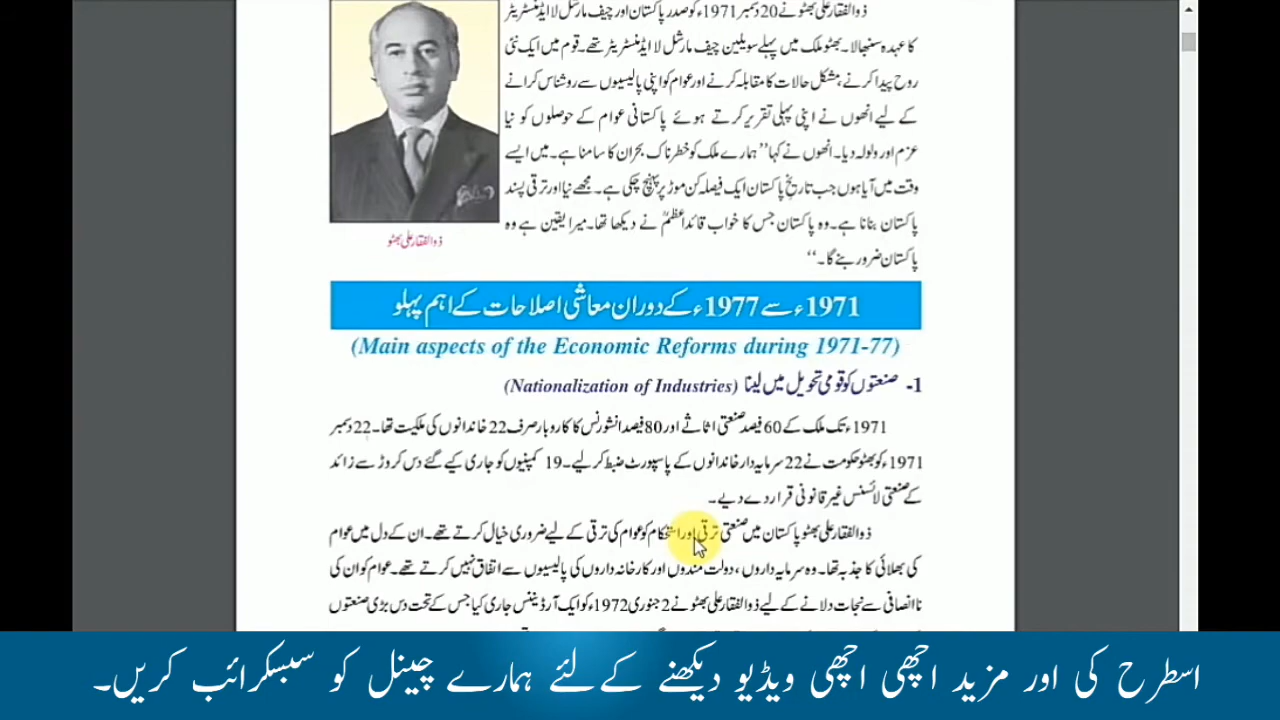 ذوالفقار علی بھٹو نے 20 دسمبر 1971ء کو صدر پاکستان اور چیف مارشل لا ایڈمنسٹریٹر
کا عہدہ سنبھالا۔ بھٹو ملک میں پہلے سویلین چیف مارشل لا ایڈمنسٹریٹر تھے۔ قوم میں ایک نئی
روح پیدا کرنے، مشکل حالات کا مقابلہ کرنے اور عوام کو اپنی پالیسیوں سے روشناس کرانے
کے لیے انھوں نے اپنی پہلی تقریر کرتے ہوئے پاکستانی عوام کے حوصلوں کو نیا
عزم اور ولولہ دیا۔ انھوں نے کہا ”ہمارے ملک کو خطرناک بحران کا سامنا ہے۔ میں ایسے
وقت میں آیا ہوں جب تاریخِ پاکستان ایک فیصلہ کن موڑ پر پہنچ چکی ہے۔ مجھے نیا اور ترقی پسند
پاکستان بنانا ہے۔ وہ پاکستان جس کا خواب قائداعظمؒ نے دیکھا تھا۔ میرا یقین ہے وہ
پاکستان ضرور بنے گا۔“
ذوالفقار علی بھٹو
1971ء سے 1977ء کے دوران معاشی اصلاحات کے اہم پہلو
(Main aspects of the Economic Reforms during 1971-77)
1- صنعتوں کو قومی تحویل میں لینا (Nationalization of Industries)
1971ء تک ملک کے 60 فیصد صنعتی اثاثے اور 80 فیصد انشورنس کا کاروبار صرف 22 خاندانوں کی ملکیت تھا۔ 22 دسمبر
1971ء کو بھٹو حکومت نے 22 سرمایہ دار خاندانوں کے پاسپورٹ ضبط کر لیے۔ 19 کمپنیوں کو جاری کیے گئے دس کروڑ سے زائد
کے صنعتی لائسنس غیر قانونی قرار دے دیے۔
ذوالفقار علی بھٹو پاکستان میں صنعتی ترقی اور استحکام کو عوام کی ترقی کے لیے ضروری خیال کرتے تھے۔ ان کے دل میں عوام
کی بھلائی کا جذبہ تھا۔ وہ سرمایہ داروں، دولت مندوں اور کارخانہ داروں کی پالیسیوں سے اتفاق نہیں کرتے تھے۔ عوام کو ان کی
ناانصافی سے نجات دلانے کے لیے ذوالفقار علی بھٹو نے 2 جنوری 1972ء کو ایک آرڈیننس جاری کیا جس کے تحت دس بڑی صنعتوں
اسطرح کی اور مزید اچھی اچھی ویڈیو دیکھنے کے لئے ہمارے چینل کو سبسکرائب کریں۔